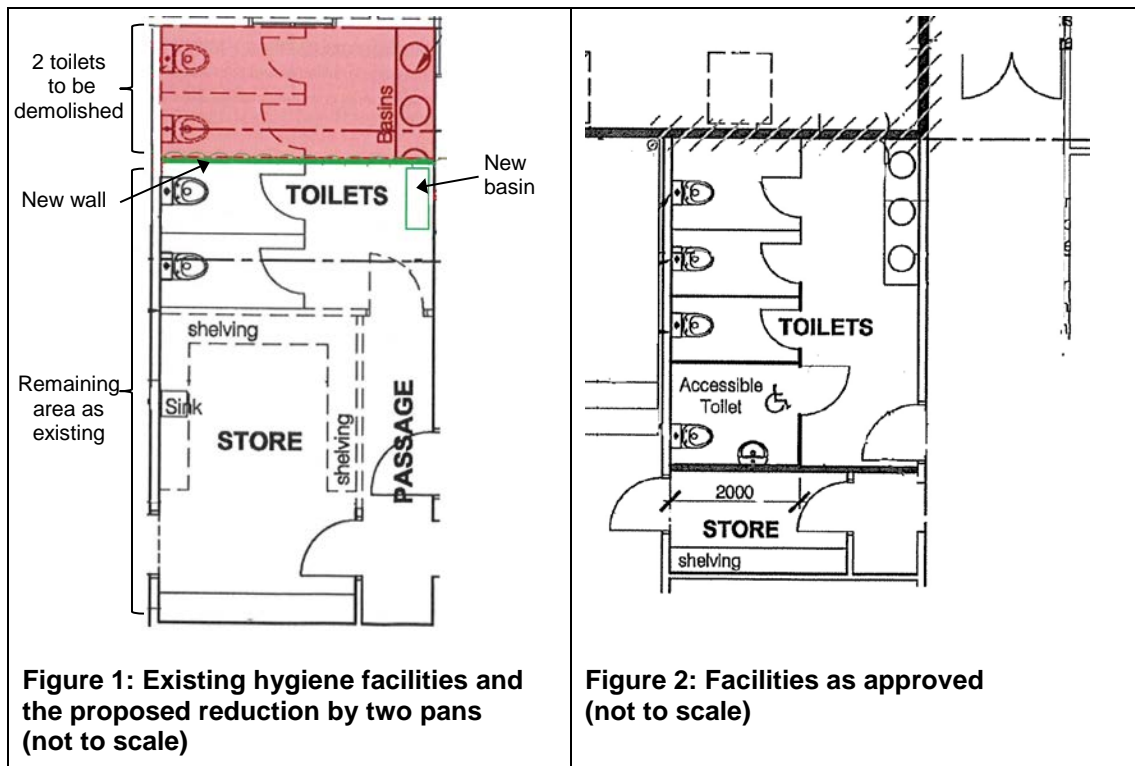 2 toilets
to be
demolished
Basins
New wall
New
basin
TOILETS
shelving
Remaining
area as
existing
Sink
STORE
shelving
PASSAGE
Figure 1: Existing hygiene facilities and
the proposed reduction by two pans
(not to scale)
TOILETS
Accessible
Toilet
2000
STORE
shelving
Figure 2: Facilities as approved
(not to scale)